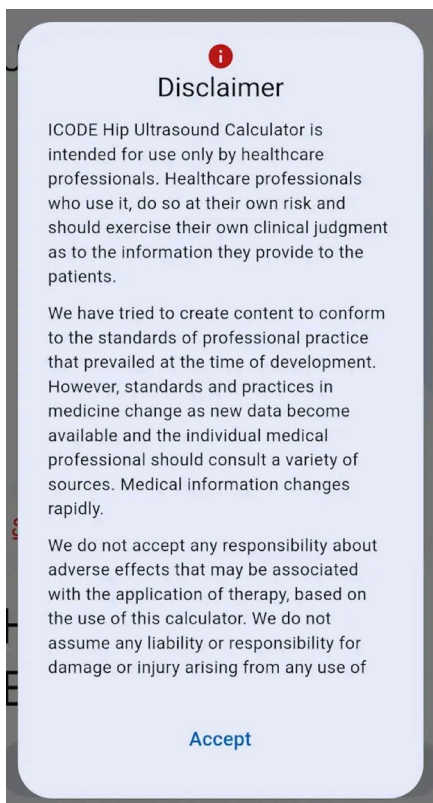 Disclaimer
ICODE Hip Ultrasound Calculator is
intended for use only by healthcare
professionals. Healthcare professionals
who use it, do so at their own risk and
should exercise their own clinical judgment
as to the information they provide to the
patients.
We have tried to create content to conform
to the standards of professional practice
that prevailed at the time of development.
However, standards and practices in
medicine change as new data become
available and the individual medical
professional should consult a variety of
sources. Medical information changes
rapidly.
We do not accept any responsibility about
adverse effects that may be associated
with the application of therapy, based on
the use of this calculator. We do not
assume any liability or responsibility for
damage or injury arising from any use of
Accept